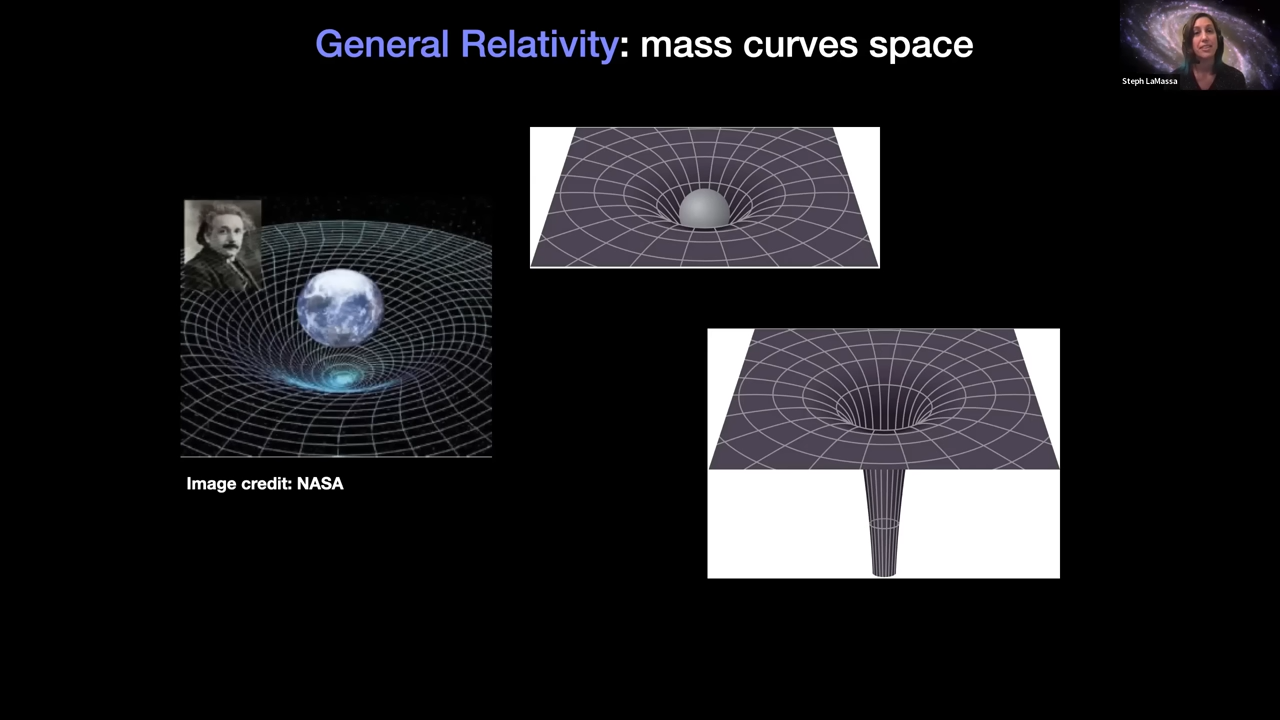 General Relativity: mass curves space
Steph LaMassa
Image credit: NASA